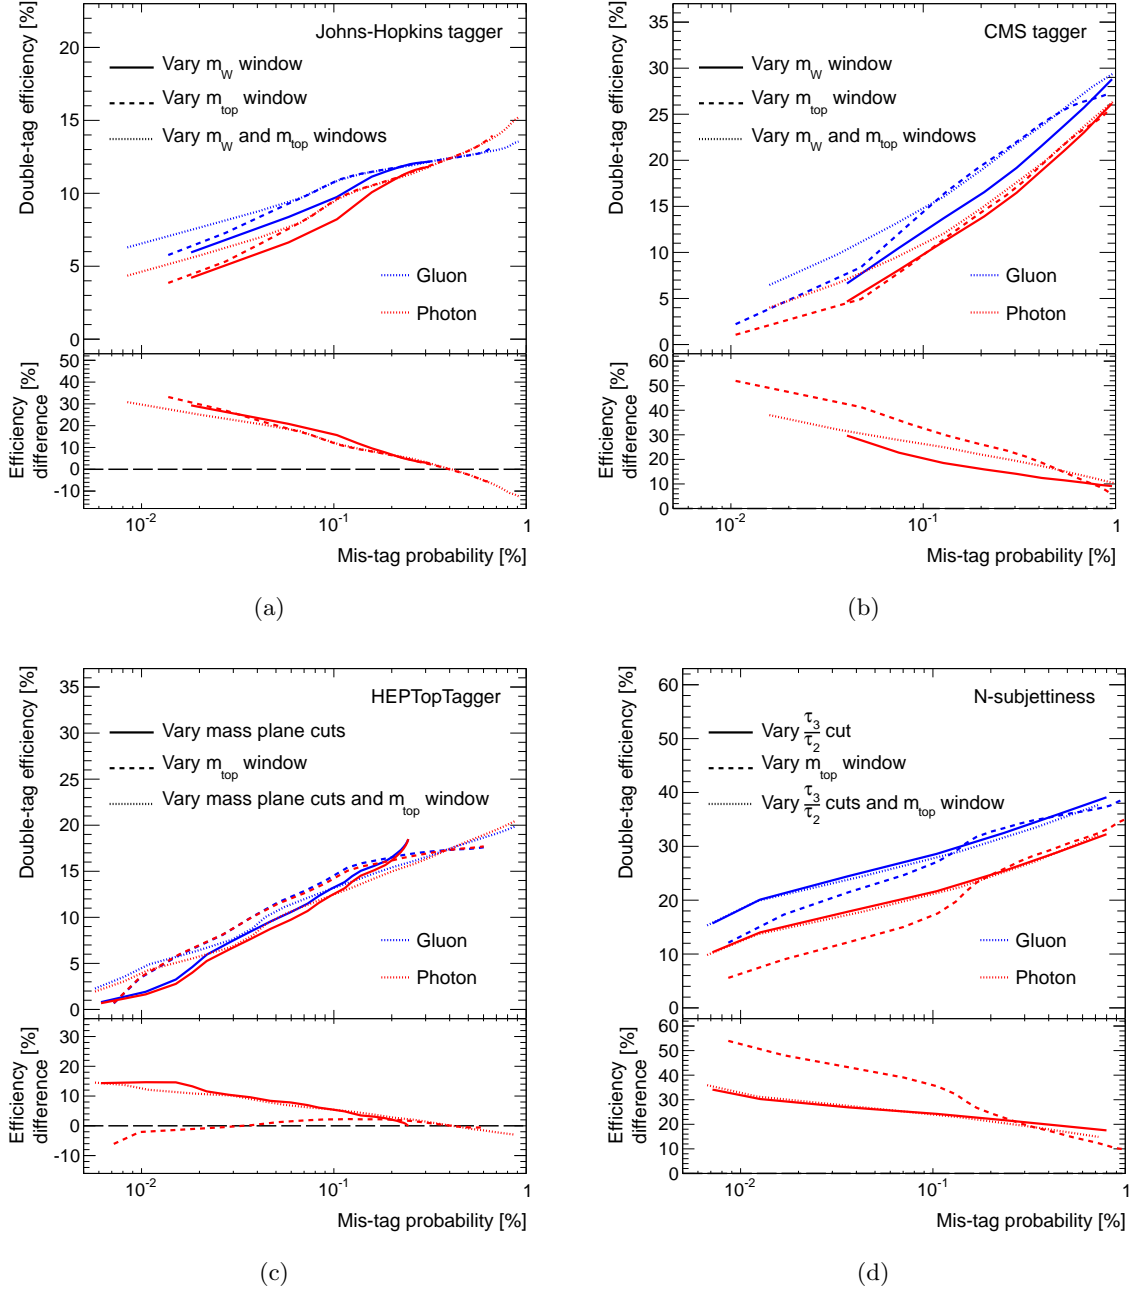 Johns-Hopkins tagger
Vary m_W window
Vary m_top window
Vary m_W and m_top windows
Gluon
Photon
Double-tag efficiency [%]
20
15
10
5
0
Efficiency [%]
difference
50
40
30
20
10
0
-10
10^-2
10^-1
1
Mis-tag probability [%]
(a)
CMS tagger
Vary m_W window
Vary m_top window
Vary m_W and m_top windows
Gluon
Photon
Double-tag efficiency [%]
35
30
25
20
15
10
5
0
Efficiency [%]
difference
60
50
40
30
20
10
0
10^-2
10^-1
1
Mis-tag probability [%]
(b)
HEPTopTagger
Vary mass plane cuts
Vary m_top window
Vary mass plane cuts and m_top window
Gluon
Photon
Double-tag efficiency [%]
35
30
25
20
15
10
5
0
Efficiency [%]
difference
30
20
10
0
-10
10^-2
10^-1
1
Mis-tag probability [%]
(c)
N-subjettiness
Vary τ_3/τ_2 cut
Vary m_top window
Vary τ_3/τ_2 cuts and m_top window
Gluon
Photon
Double-tag efficiency [%]
60
50
40
30
20
10
0
Efficiency [%]
difference
60
50
40
30
20
10
0
10^-2
10^-1
1
Mis-tag probability [%]
(d)